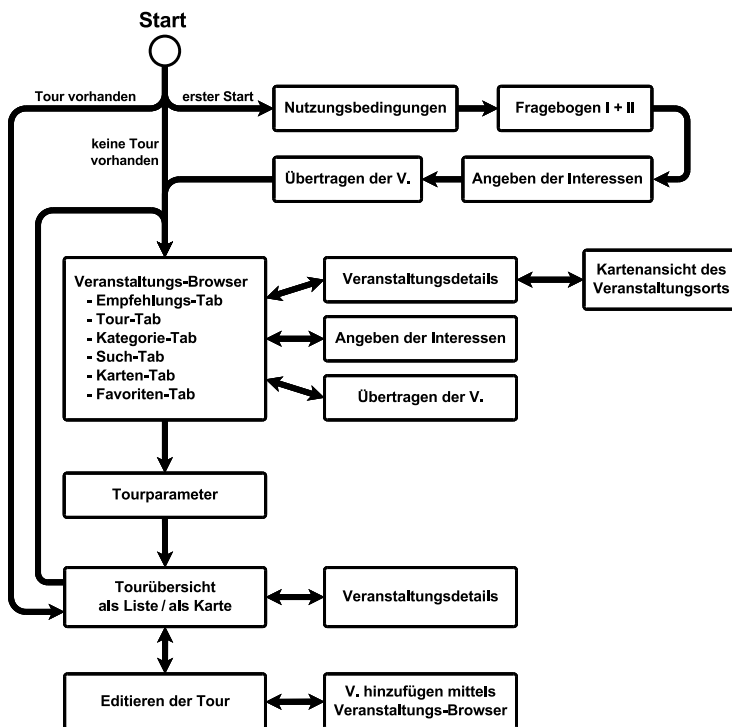 Start
Tour vorhanden
erster Start
Nutzungsbedingungen
Fragebogen I + II
keine Tour
vorhanden
Übertragen der V.
Angeben der Interessen
Veranstaltungs-Browser
- Empfehlungs-Tab
- Tour-Tab
- Kategorie-Tab
- Such-Tab
- Karten-Tab
- Favoriten-Tab
Veranstaltungsdetails
Kartenansicht des
Veranstaltungsorts
Angeben der Interessen
Übertragen der V.
Tourparameter
Tourübersicht
als Liste / als Karte
Veranstaltungsdetails
Editieren der Tour
V. hinzufügen mittels
Veranstaltungs-Browser